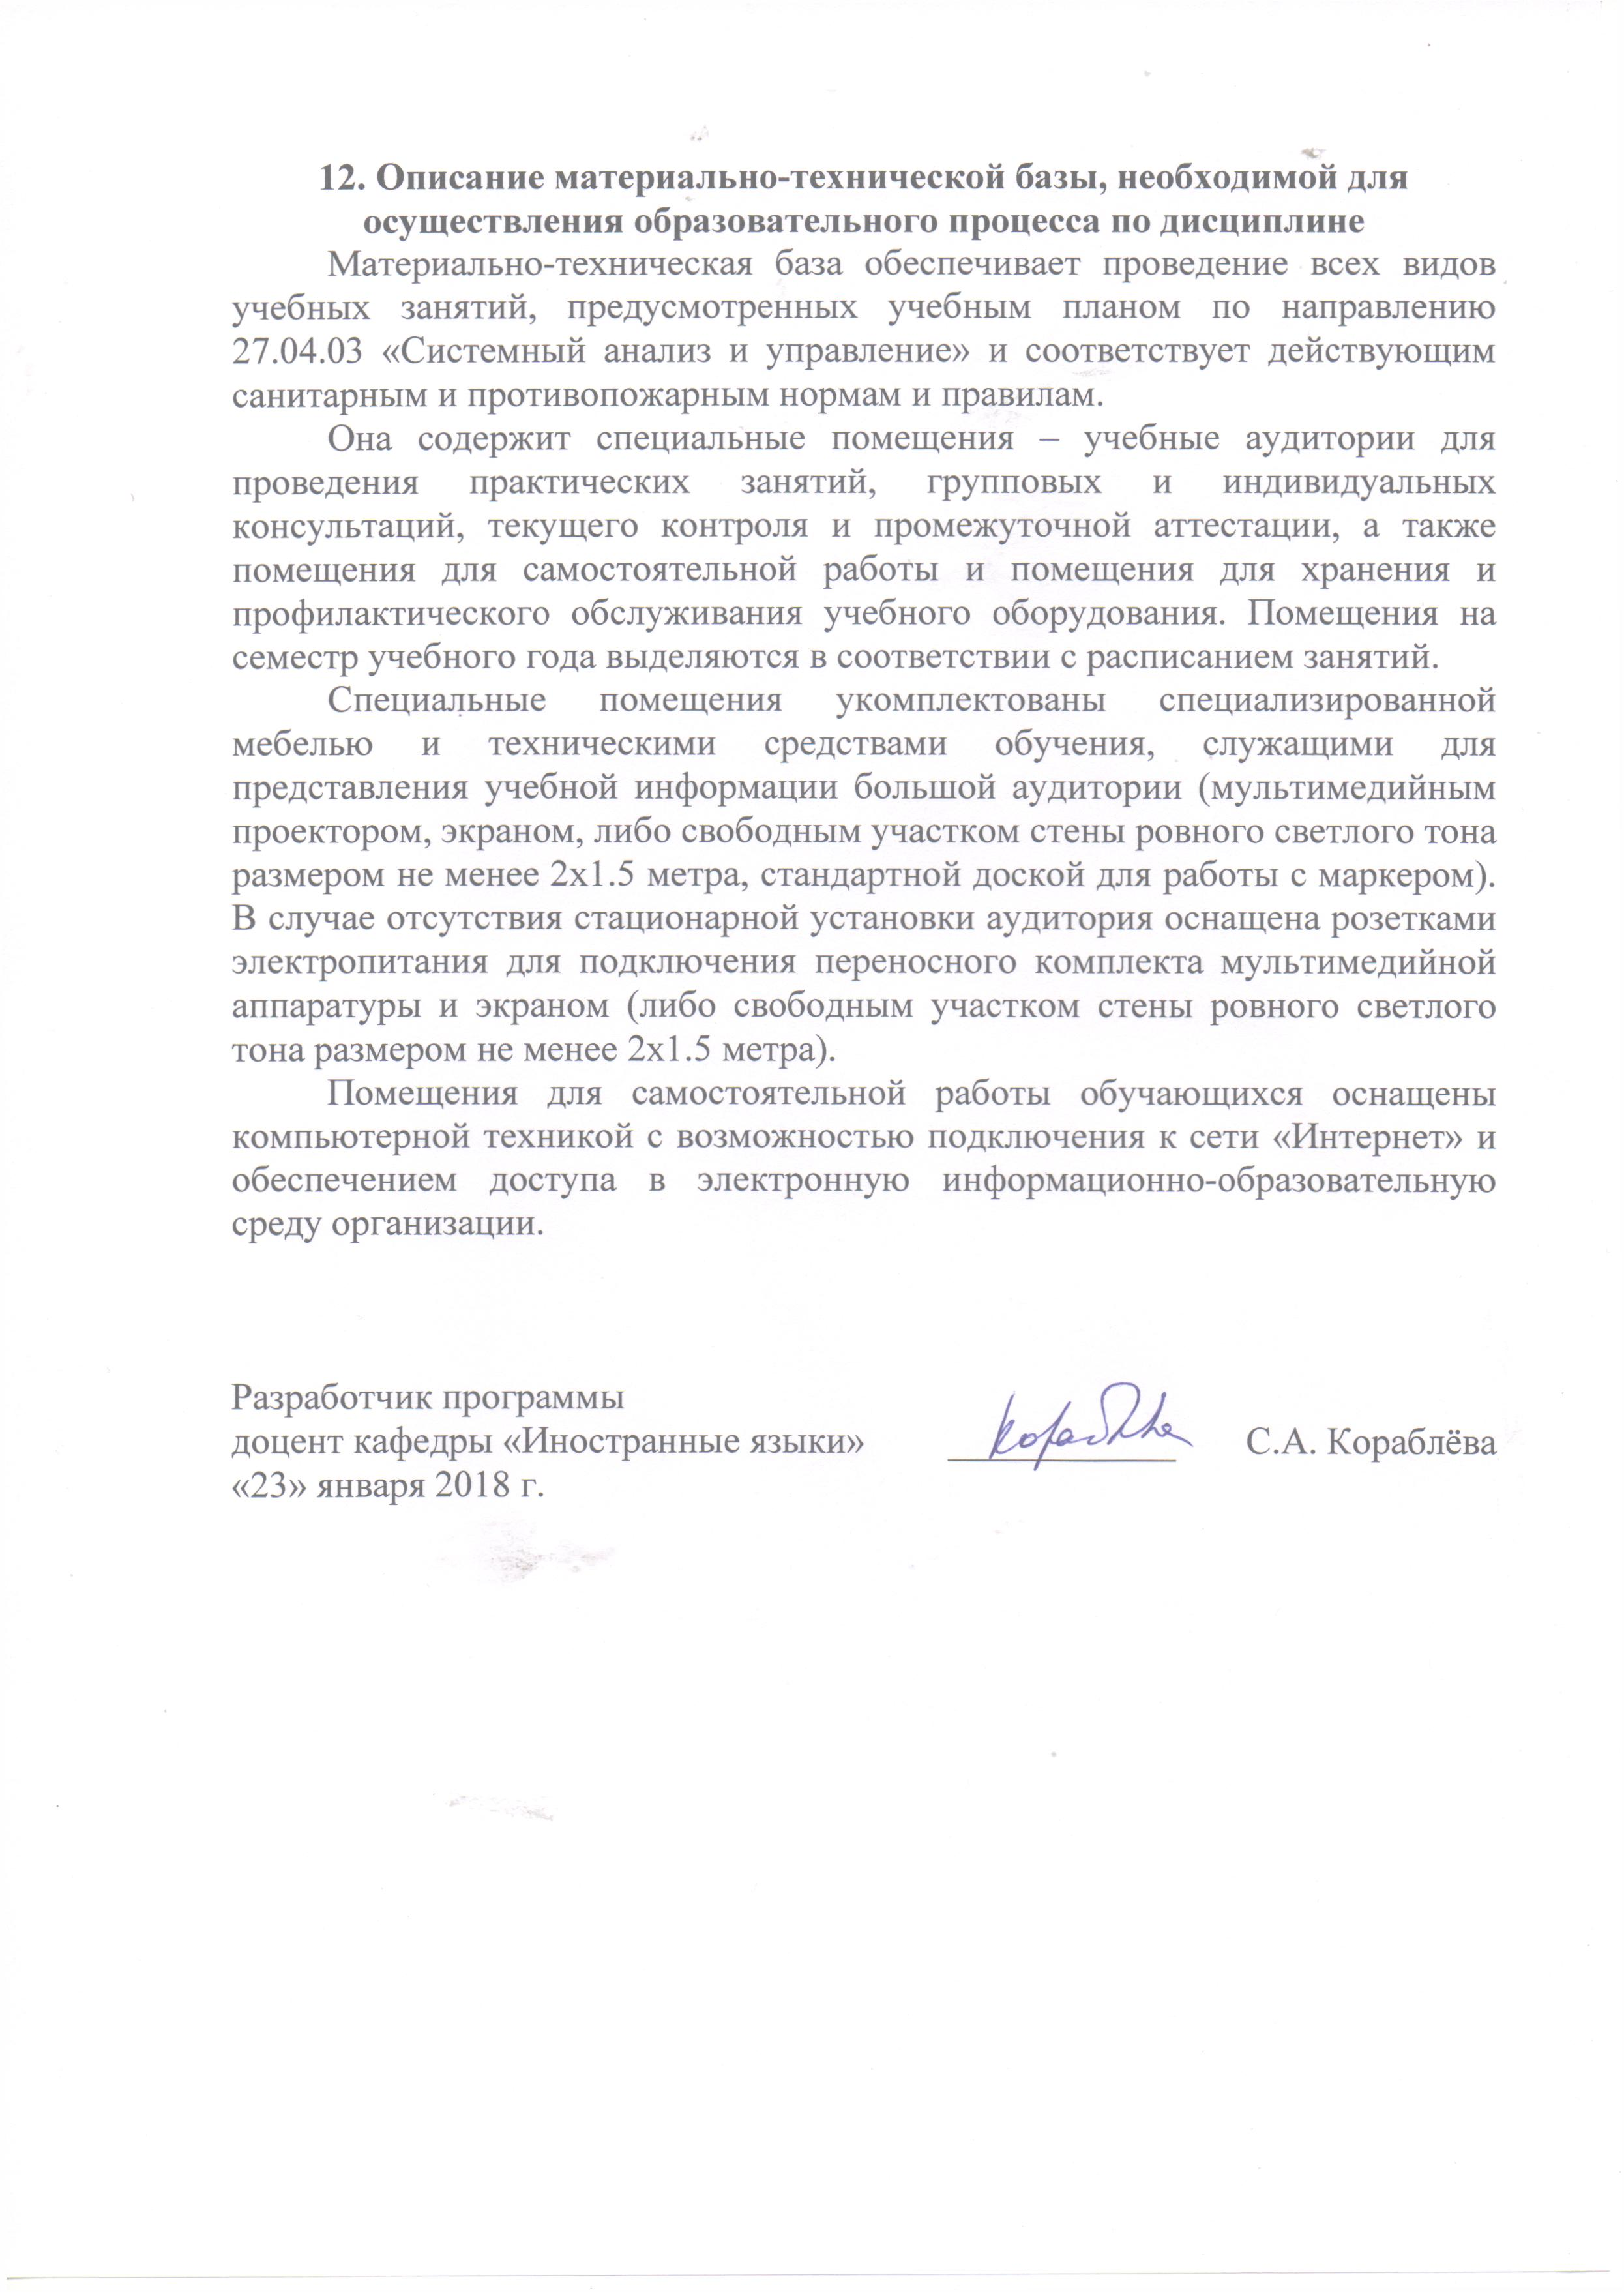 12. Описание материально-технической базы, необходимой для
осуществления образовательного процесса по дисциплине
Материально-техническая база обеспечивает проведение всех видов
учебных занятий, предусмотренных учебным планом по направлению
27.04.03 «Системный анализ и управление» и соответствует действующим
санитарным и противопожарным нормам и правилам.
Она содержит специальные помещения – учебные аудитории для
проведения практических занятий, групповых и индивидуальных
консультаций, текущего контроля и промежуточной аттестации, а также
помещения для самостоятельной работы и помещения для хранения и
профилактического обслуживания учебного оборудования. Помещения на
семестр учебного года выделяются в соответствии с расписанием занятий.
Специальные помещения укомплектованы специализированной
мебелью и техническими средствами обучения, служащими для
представления учебной информации большой аудитории (мультимедийным
проектором, экраном, либо свободным участком стены ровного светлого тона
размером не менее 2х1.5 метра, стандартной доской для работы с маркером).
В случае отсутствия стационарной установки аудитория оснащена розетками
электропитания для подключения переносного комплекта мультимедийной
аппаратуры и экраном (либо свободным участком стены ровного светлого
тона размером не менее 2х1.5 метра).
Помещения для самостоятельной работы обучающихся оснащены
компьютерной техникой с возможностью подключения к сети «Интернет» и
обеспечением доступа в электронную информационно-образовательную
среду организации.
Разработчик программы
доцент кафедры «Иностранные языки» С.А. Кораблёва
«23» января 2018 г.